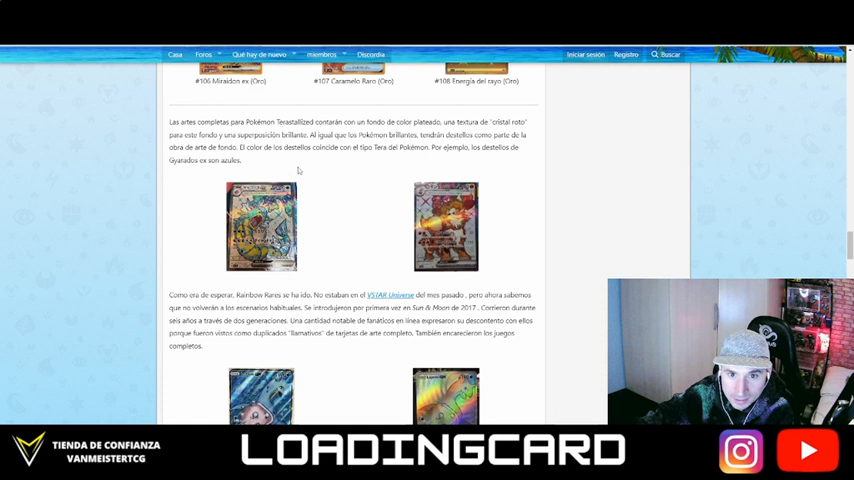 Casa Foros Qué hay de nuevo miembros Discordia Iniciar sesión Registro Buscar
#106 Miraidon ex (Oro) #107 Caramelo Raro (Oro) #108 Energía del rayo (Oro)
Las artes completas para Pokémon Terastallized contarán con un fondo de color plateado, una textura de "cristal roto"
para este fondo y una superposición brillante. Al igual que los Pokémon brillantes, tendrán destellos como parte de la
obra de arte de fondo. El color de los destellos coincide con el tipo Tera del Pokémon. Por ejemplo, los destellos de
Gyarados ex son azules.
Como era de esperar, Rainbow Rares se ha ido. No estaban en el VSTAR Universe del mes pasado , pero ahora sabemos
que no volverán a los escenarios habituales. Se introdujeron por primera vez en Sun & Moon de 2017 . Corrieron durante
seis años a través de dos generaciones. Una cantidad notable de fanáticos en línea expresaron su descontento con ellos
porque fueron vistos como duplicados "llamativos" de tarjetas de arte completo. También encarecieron los juegos
completos.
TIENDA DE CONFIANZA
VANMEISTERTCG
LOADINGCARD